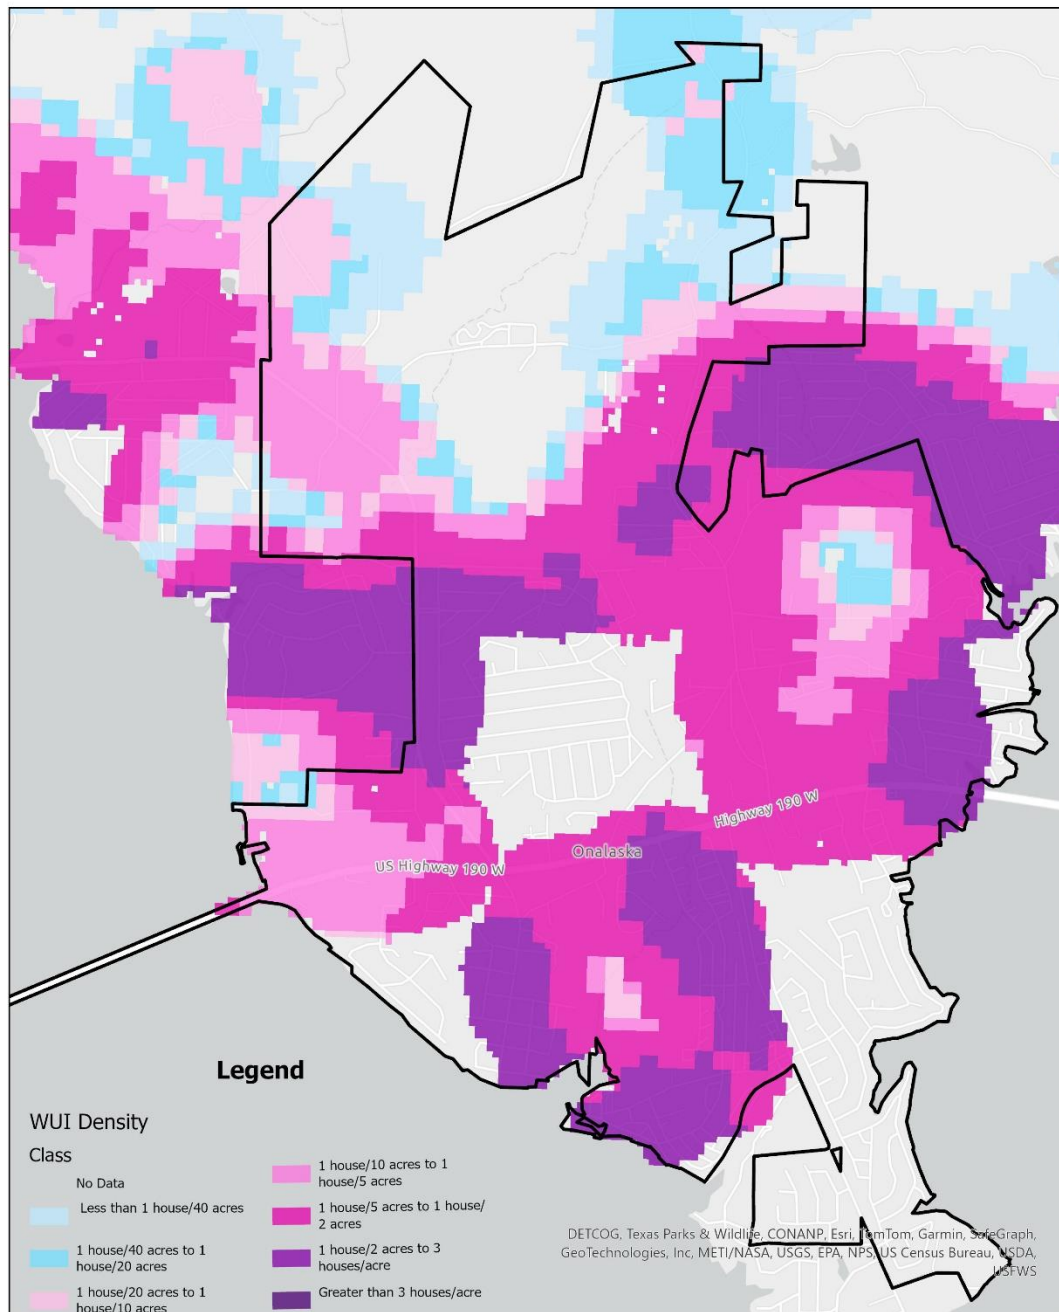 Highway 190 W
Onalaska
US Highway 190 W
Legend
WUI Density
Class
No Data
Less than 1 house/40 acres
1 house/40 acres to 1
house/20 acres
1 house/20 acres to 1
house/10 acres
1 house/10 acres to 1
house/5 acres
1 house/5 acres to 1 house/
2 acres
1 house/2 acres to 3
houses/acre
Greater than 3 houses/acre
DETCOG, Texas Parks & Wildlife, CONANP, Esri, TomTom, Garmin, SafeGraph,
GeoTechnologies, Inc, METI/NASA, USGS, EPA, NPS, US Census Bureau, USDA,
USFWS